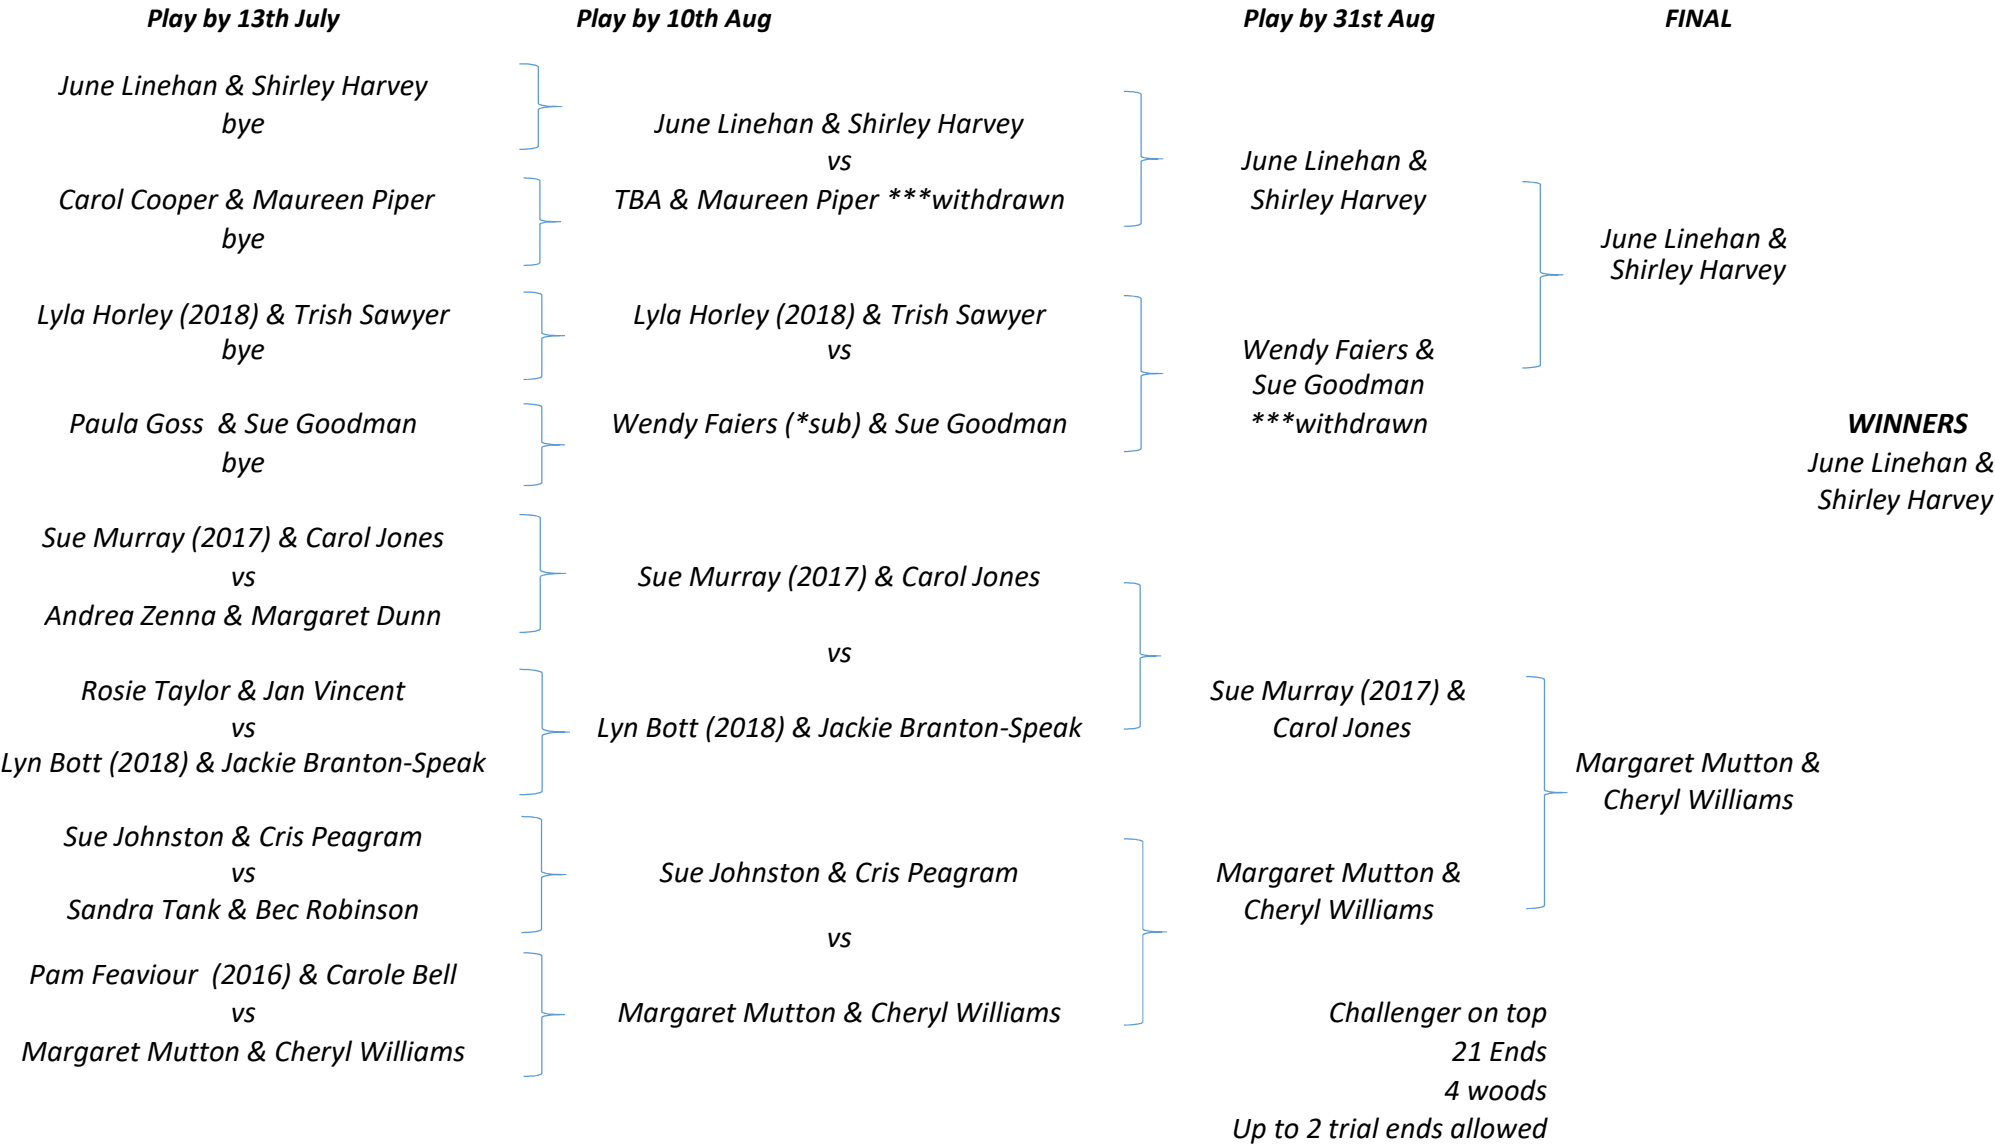 Play by 13th July
Play by 10th Aug
Play by 31st Aug
FINAL
June Linehan & Shirley Harvey
bye
Carol Cooper & Maureen Piper
bye
Lyla Horley (2018) & Trish Sawyer
bye
Paula Goss  & Sue Goodman
bye
Sue Murray (2017) & Carol Jones
vs
Andrea Zenna & Margaret Dunn
Rosie Taylor & Jan Vincent
vs
Lyn Bott (2018) & Jackie Branton-Speak
Sue Johnston & Cris Peagram
vs
Sandra Tank & Bec Robinson
Pam Feaviour  (2016) & Carole Bell
vs
Margaret Mutton & Cheryl Williams
June Linehan & Shirley Harvey
vs
TBA & Maureen Piper ***withdrawn
Lyla Horley (2018) & Trish Sawyer
vs
Wendy Faiers (*sub) & Sue Goodman
Sue Murray (2017) & Carol Jones
vs
Lyn Bott (2018) & Jackie Branton-Speak
Sue Johnston & Cris Peagram
vs
Margaret Mutton & Cheryl Williams
June Linehan &
Shirley Harvey
Wendy Faiers &
Sue Goodman
***withdrawn
Sue Murray (2017) &
Carol Jones
Margaret Mutton &
Cheryl Williams
June Linehan &
Shirley Harvey
Margaret Mutton &
Cheryl Williams
WINNERS
June Linehan &
Shirley Harvey
Challenger on top
21 Ends
4 woods
Up to 2 trial ends allowed